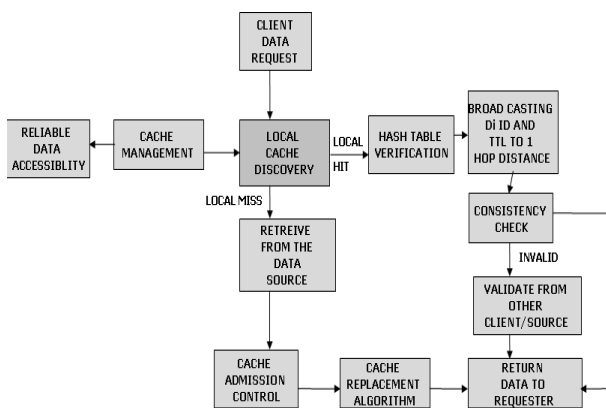 CLIENT
DATA
REQUEST
RELIABLE
DATA
ACCESSIBLITY
CACHE
MANAGEMENT
LOCAL
CACHE
DISCOVERY
LOCAL
HIT
HASH TABLE
VERIFICATION
BROAD CASTING
Di ID AND
TTL TO 1
HOP DISTANCE
LOCAL MISS
CONSISTENCY
CHECK
RETREIVE
FROM THE
DATA
SOURCE
INVALID
VALIDATE FROM
OTHER
CLIENT/SOURCE
CACHE
ADMISSION
CONTROL
CACHE
REPLACEMENT
ALGORITHM
RETURN
DATA TO
REQUESTER